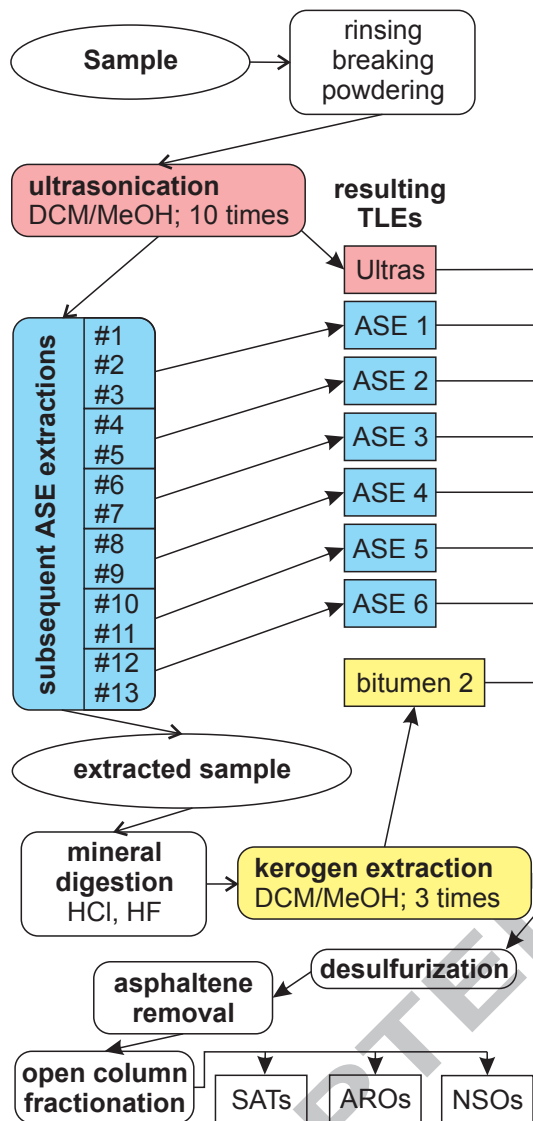 Sample
rinsing
breaking
powdering
ultrasonication
DCM/MeOH; 10 times
resulting
TLEs
Ultras
subsequent ASE extractions
#1
#2
#3
#4
#5
#6
#7
#8
#9
#10
#11
#12
#13
ASE 1
ASE 2
ASE 3
ASE 4
ASE 5
ASE 6
bitumen 2
extracted sample
mineral
digestion
HCl, HF
kerogen extraction
DCM/MeOH; 3 times
desulfurization
asphaltene
removal
open column
fractionation
SATs
AROs
NSOs